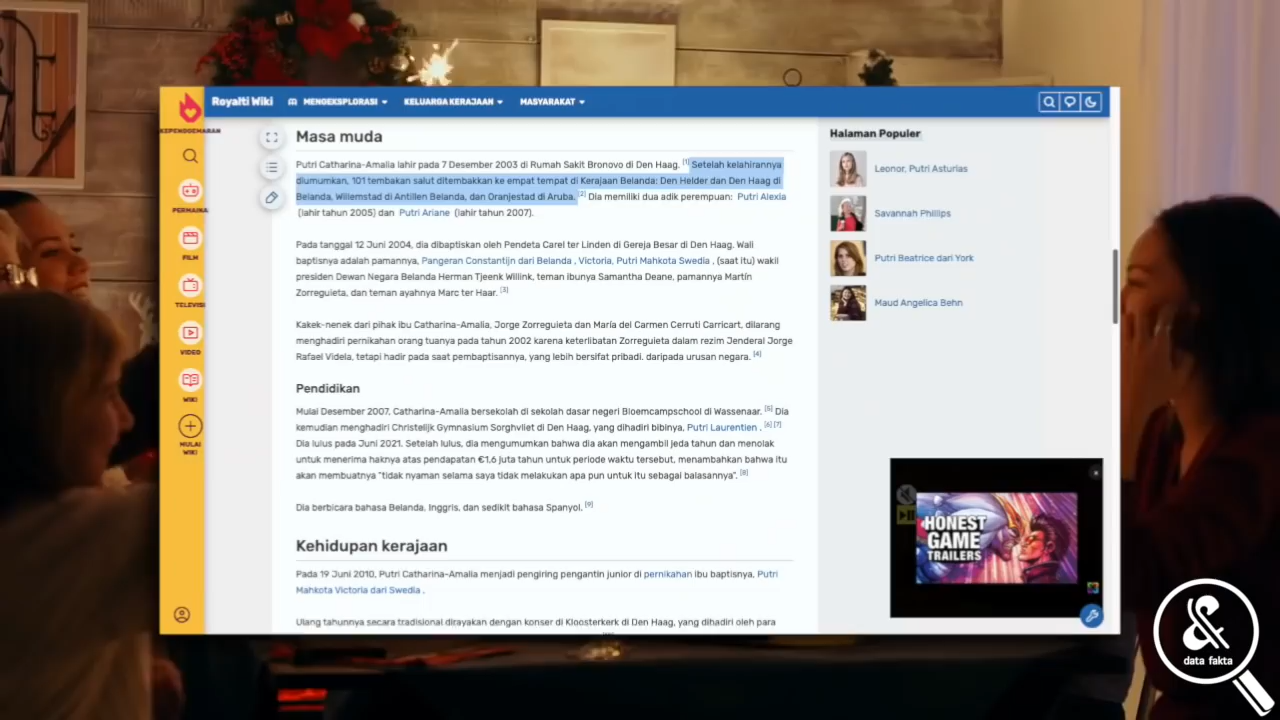 Royalti Wiki
MENGEKSPLORASI
KELUARGA KERAJAAN
MASYARAKAT
KEPENGGEMARAN
PERMAINA
FILM
TELEVISI
VIDEO
WIKI
MULAI
WIKI
Masa muda
Putri Catharina-Amalia lahir pada 7 Desember 2003 di Rumah Sakit Bronovo di Den Haag. [1] Setelah kelahirannya
diumumkan, 101 tembakan salut ditembakkan ke empat tempat di Kerajaan Belanda: Den Helder dan Den Haag di
Belanda, Willemstad di Antillen Belanda, dan Oranjestad di Aruba. [2] Dia memiliki dua adik perempuan: Putri Alexia
(lahir tahun 2005) dan Putri Ariane (lahir tahun 2007).
Pada tanggal 12 Juni 2004, dia dibaptiskan oleh Pendeta Carel ter Linden di Gereja Besar di Den Haag. Wali
baptisnya adalah pamannya, Pangeran Constantijn dari Belanda , Victoria, Putri Mahkota Swedia , (saat itu) wakil
presiden Dewan Negara Belanda Herman Tjeenk Willink, teman ibunya Samantha Deane, pamannya Martín
Zorreguieta, dan teman ayahnya Marc ter Haar. [3]
Kakek-nenek dari pihak ibu Catharina-Amalia, Jorge Zorreguieta dan María del Carmen Cerruti Carricart, dilarang
menghadiri pernikahan orang tuanya pada tahun 2002 karena keterlibatan Zorreguieta dalam rezim Jenderal Jorge
Rafael Videla, tetapi hadir pada saat pembaptisannya, yang lebih bersifat pribadi. daripada urusan negara. [4]
Pendidikan
Mulai Desember 2007, Catharina-Amalia bersekolah di sekolah dasar negeri Bloemcampschool di Wassenaar. [5] Dia
kemudian menghadiri Christelijk Gymnasium Sorghvliet di Den Haag, yang dihadiri bibinya, Putri Laurentien . [6] [7]
Dia lulus pada Juni 2021. Setelah lulus, dia mengumumkan bahwa dia akan mengambil jeda tahun dan menolak
untuk menerima haknya atas pendapatan €1,6 juta tahun untuk periode waktu tersebut, menambahkan bahwa itu
akan membuatnya "tidak nyaman selama saya tidak melakukan apa pun untuk itu sebagai balasannya". [8]
Dia berbicara bahasa Belanda, Inggris, dan sedikit bahasa Spanyol. [9]
Kehidupan kerajaan
Pada 19 Juni 2010, Putri Catharina-Amalia menjadi pengiring pengantin junior di pernikahan ibu baptisnya, Putri
Mahkota Victoria dari Swedia .
Ulang tahunnya secara tradisional dirayakan dengan konser di Kloosterkerk di Den Haag, yang dihadiri oleh para
Halaman Populer
Leonor, Putri Asturias
Savannah Phillips
Putri Beatrice dari York
Maud Angelica Behn
HONEST
GAME
TRAILERS
&
data fakta